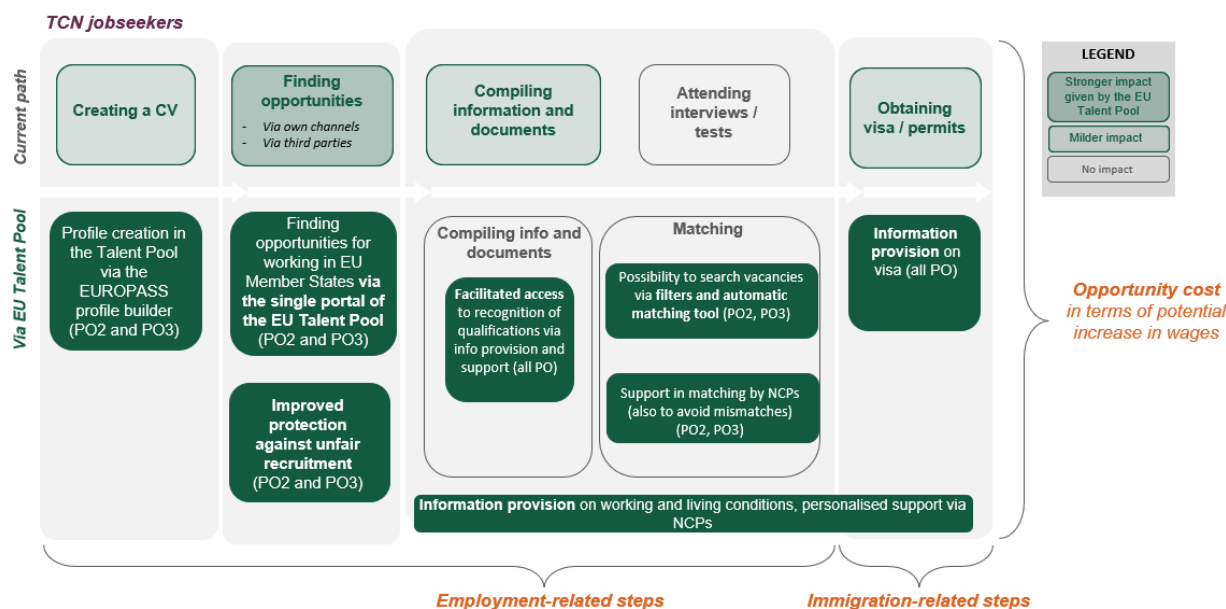 TCN jobseekers
Current path
Creating a CV
Finding
opportunities
- Via own channels
- Via third parties
Compiling
information and
documents
Attending
interviews /
tests
Obtaining
visa / permits
LEGEND
Stronger impact
given by the EU
Talent Pool
Milder impact
No impact
Via EU Talent Pool
Profile creation in
the Talent Pool
via the
EUROPASS
profile builder
(PO2 and PO3)
Finding
opportunities for
working in EU
Member States via
the single portal of
the EU Talent Pool
(PO2 and PO3)
Improved
protection
against unfair
recruitment
(PO2 and PO3)
Compiling info and
documents
Facilitated access
to recognition of
qualifications via
info provision and
support (all PO)
Matching
Possibility to search vacancies
via filters and automatic
matching tool (PO2, PO3)
Support in matching by NCPs
(also to avoid mismatches)
(PO2, PO3)
Information
provision on
visa (all PO)
Information provision on working and living conditions, personalised support via
NCPs
Opportunity cost
in terms of potential
increase in wages
Employment-related steps
Immigration-related steps